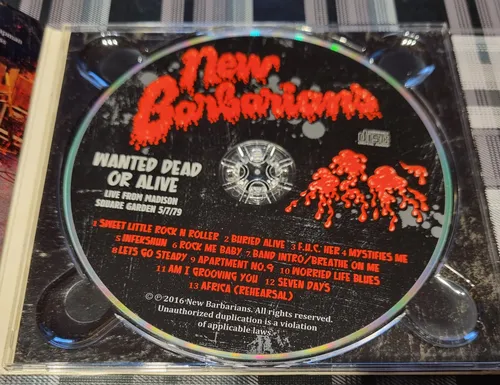 New
Barbarians
WANTED DEAD
OR ALIVE
LIVE FROM MADISON
SQUARE GARDEN 5/7/79
1 SWEET LITTLE ROCK N ROLLER 2 BURIED ALIVE 3 F.U.C. HER 4 MYSTIFIES ME
5 INFEKSHUN 6 ROCK ME BABY 7 BAND INTRO/BREATHE ON ME
8 LETS GO STEADY 9 APARTMENT NO.9 10 WORRIED LIFE BLUES
11 AM I GROOVING YOU 12 SEVEN DAYS
13 AFRICA (REHEARSAL)
© ℗ 2016 New Barbarians. All rights reserved.
Unauthorized duplication is a violation
of applicable laws.